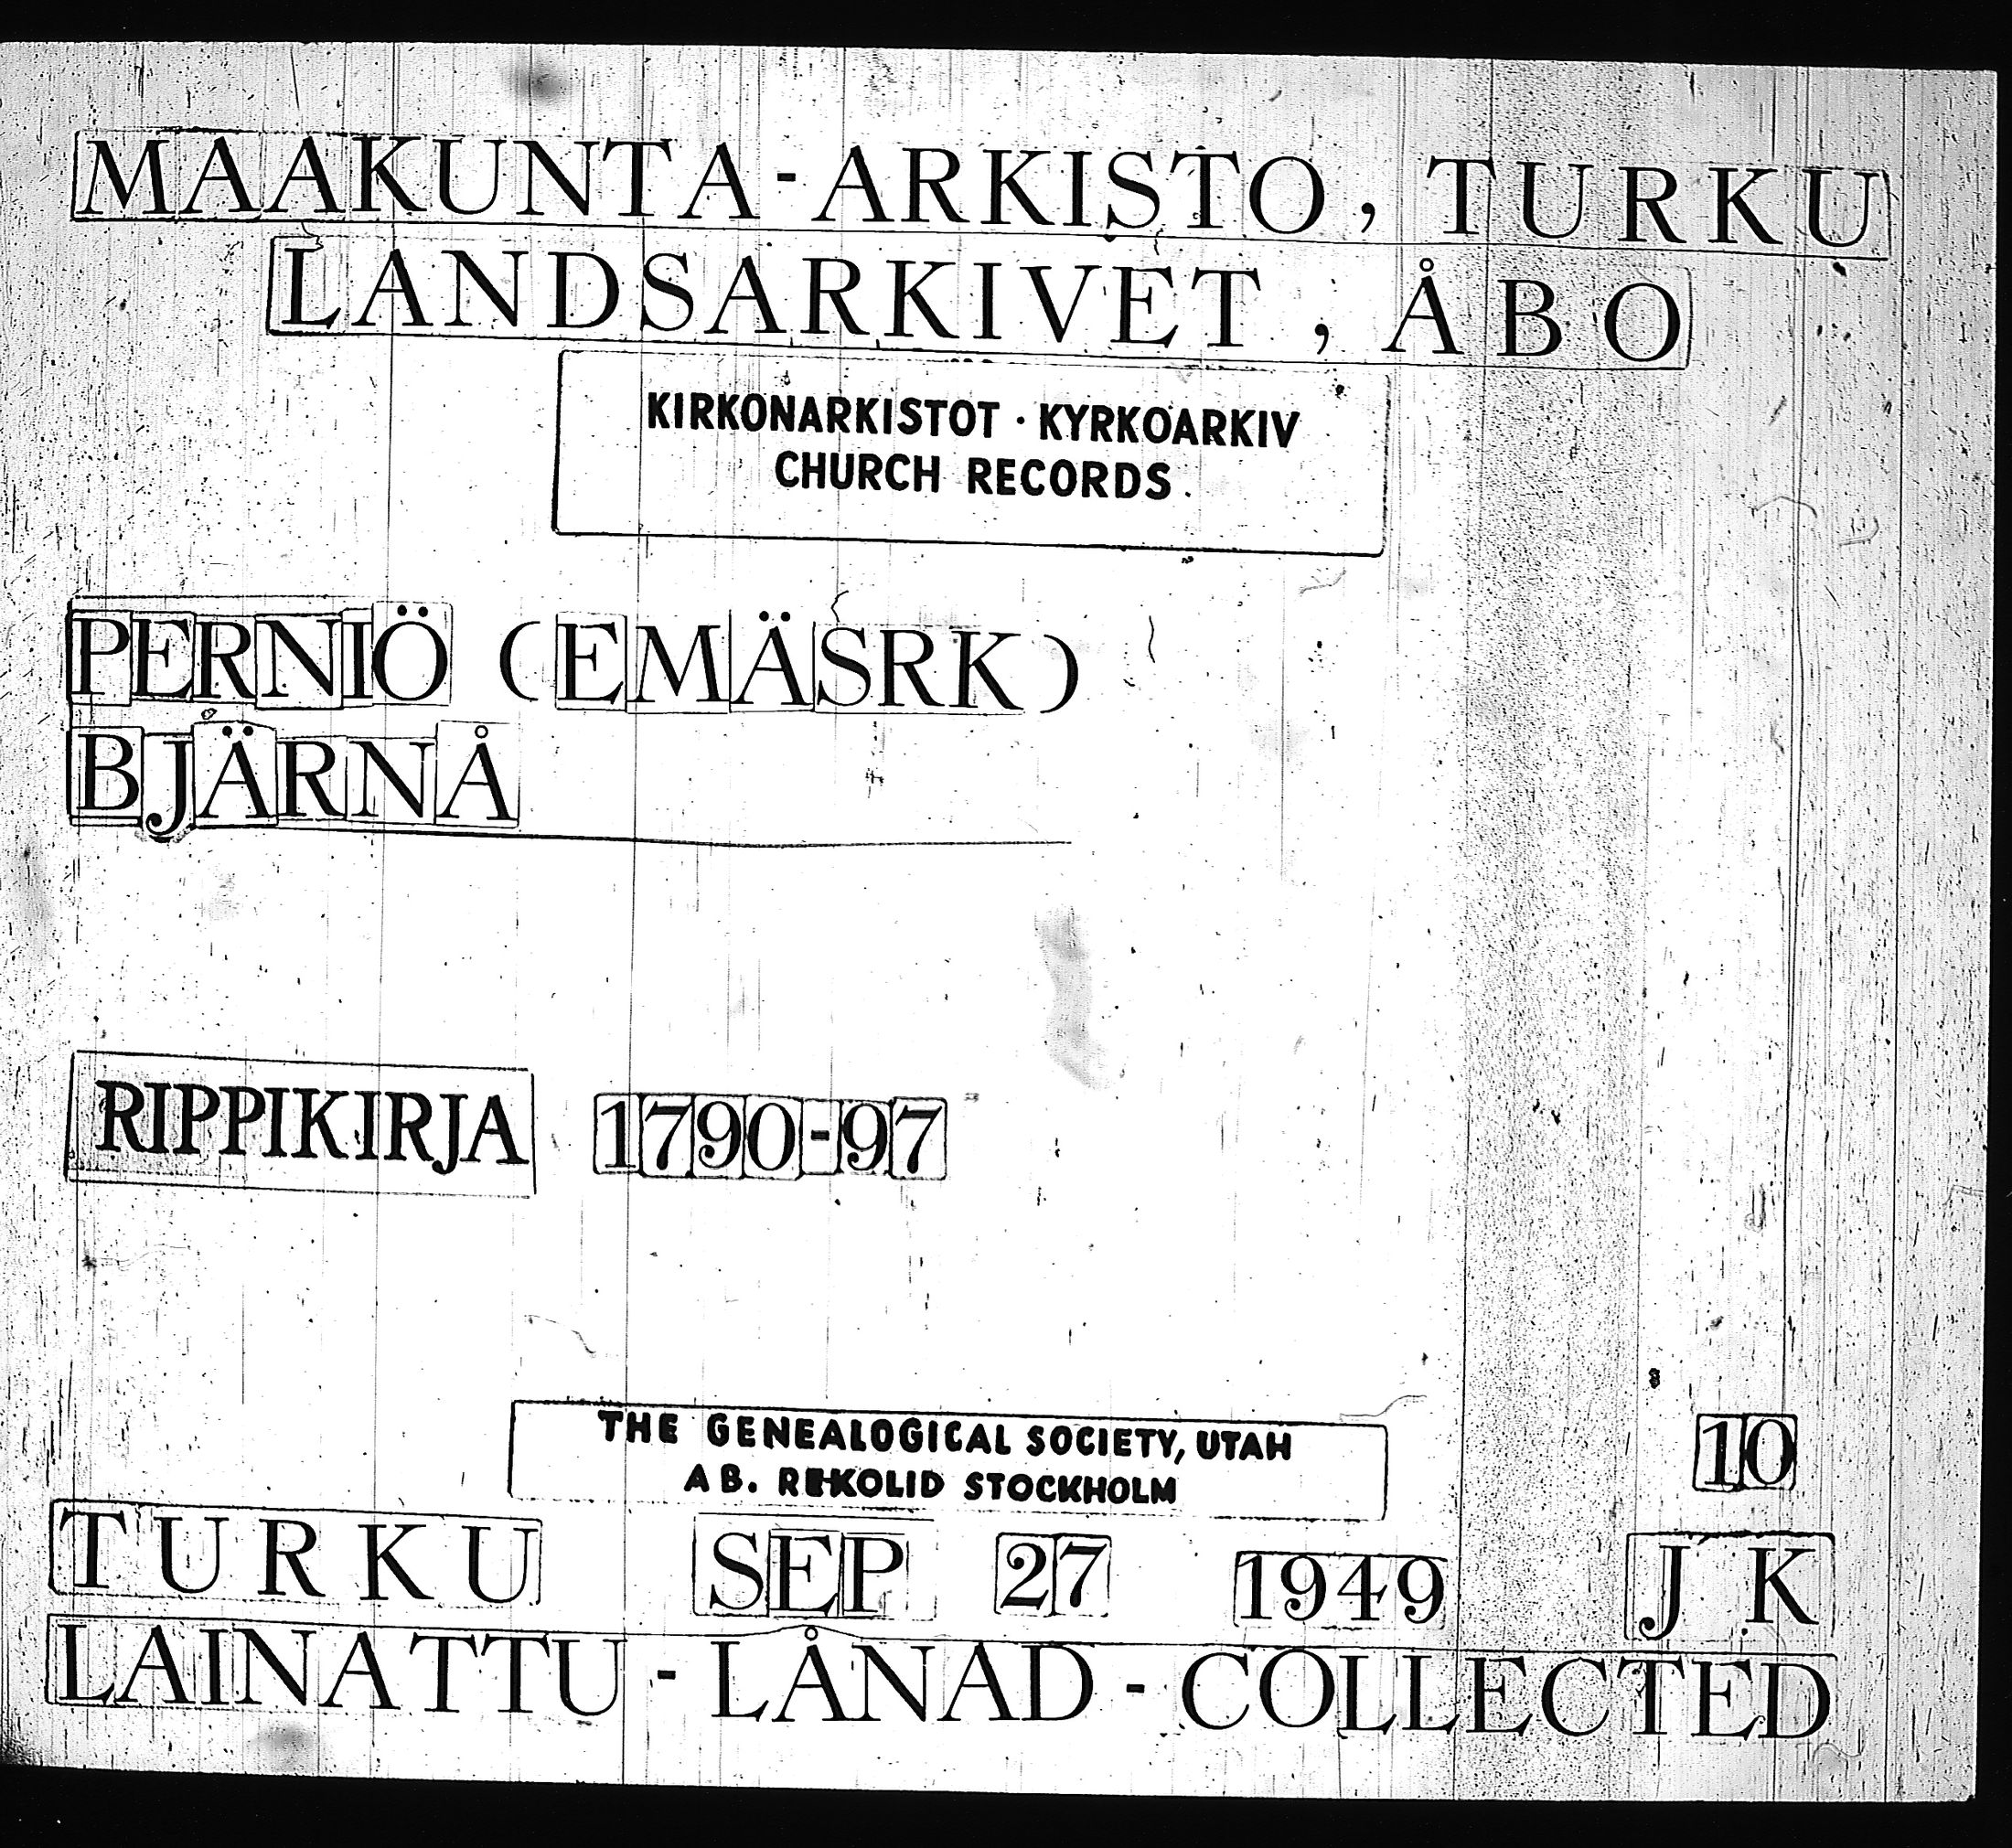 MAAKUNTA-ARKISTO, TURKU
LANDSARKIVET, ÅBO
KIRKONARKISTOT · KYRKOARKIV
CHURCH RECORDS.
PERNIÖ (EMÄSRK)
BJÄRNÅ
RIPPIKIRJA 1790-97
THE GENEALOGICAL SOCIETY, UTAH
AB. REKOLID STOCKHOLM
10
TURKU SEP 27 1949 JK
LAINATTU - LÅNAD - COLLECTED